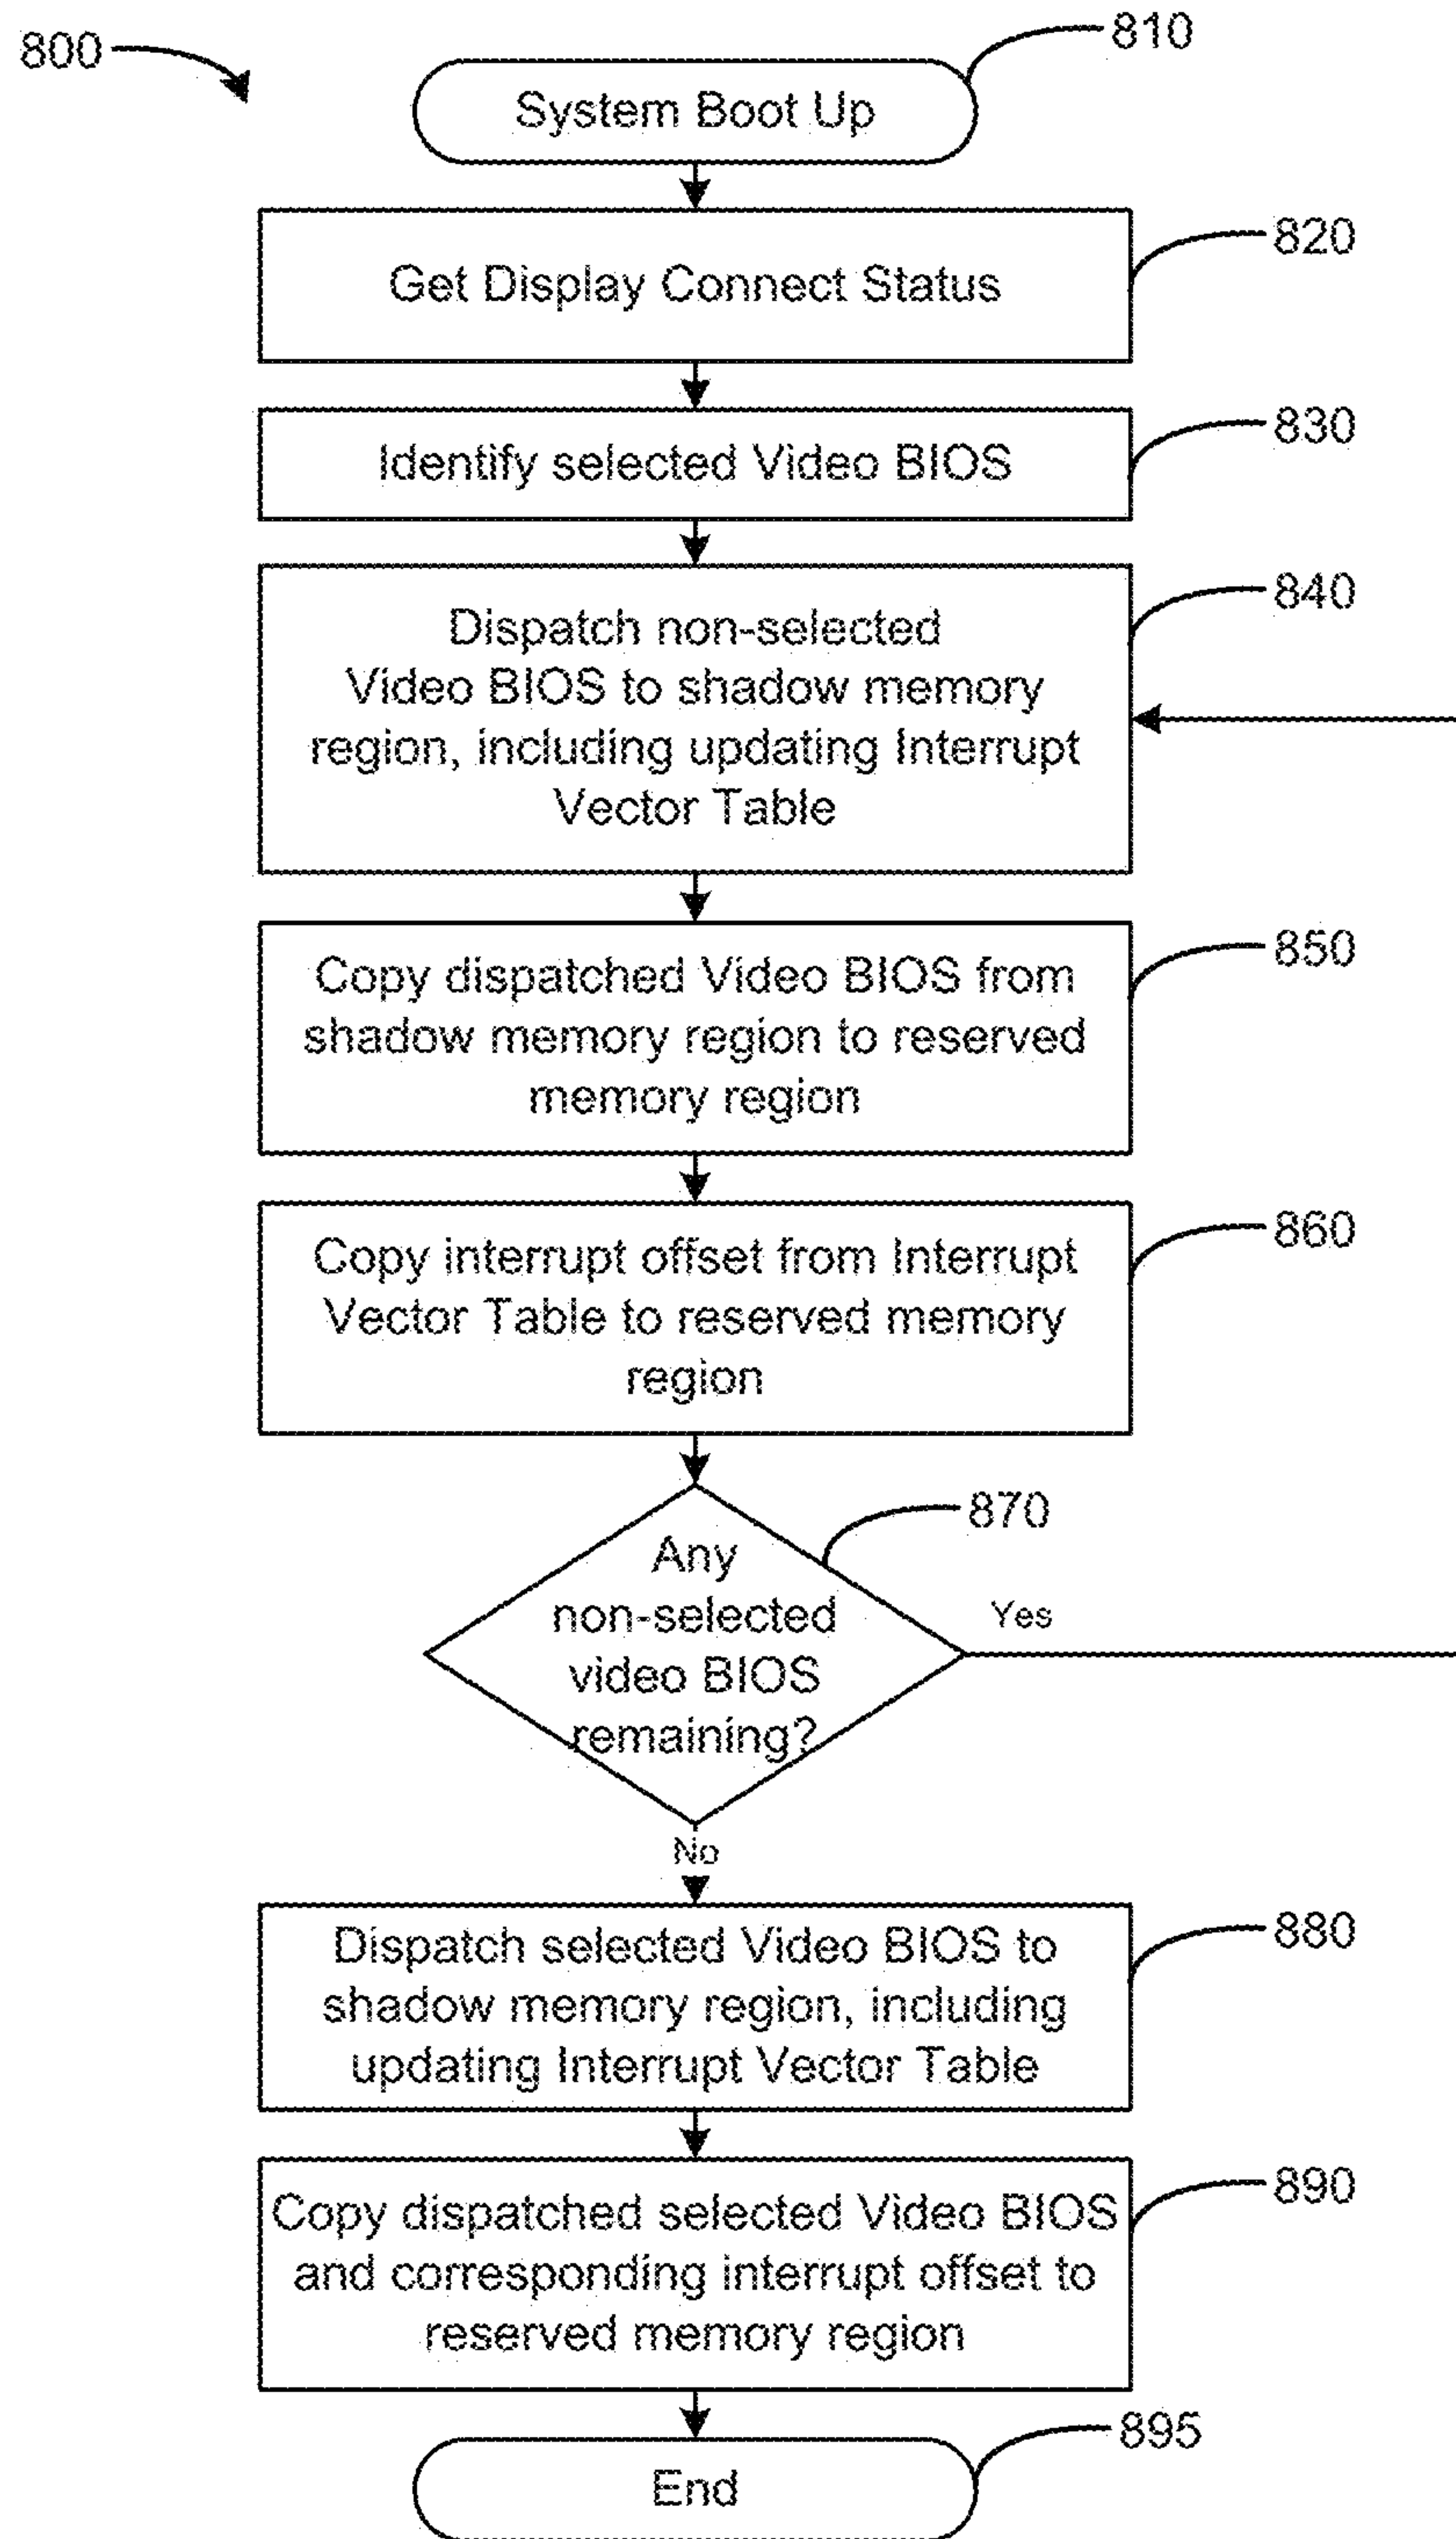 800
810
System Boot Up
820
Get Display Connect Status
830
Identify selected Video BIOS
840
Dispatch non-selected
Video BIOS to shadow memory
region, including updating Interrupt
Vector Table
850
Copy dispatched Video BIOS from
shadow memory region to reserved
memory region
860
Copy interrupt offset from Interrupt
Vector Table to reserved memory
region
870
Any
non-selected
video BIOS
remaining?
Yes
No
880
Dispatch selected Video BIOS to
shadow memory region, including
updating Interrupt Vector Table
890
Copy dispatched selected Video BIOS
and corresponding interrupt offset to
reserved memory region
895
End